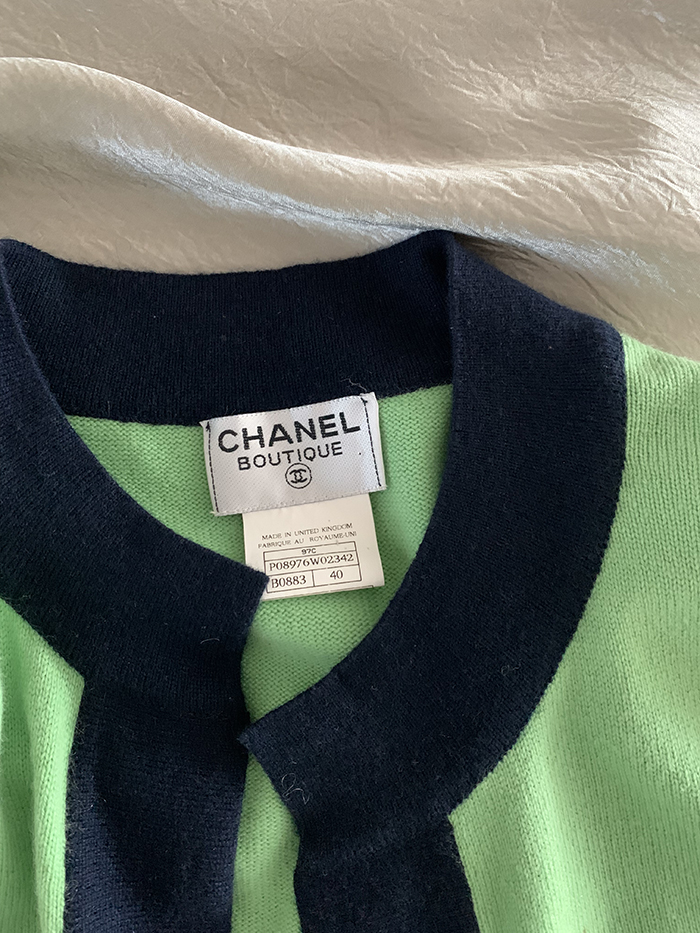 CHANEL
BOUTIQUE
MADE IN UNITED KINGDOM
FABRIQUE AU ROYAUME-UNI
97C
P08976W02342
B0883 40